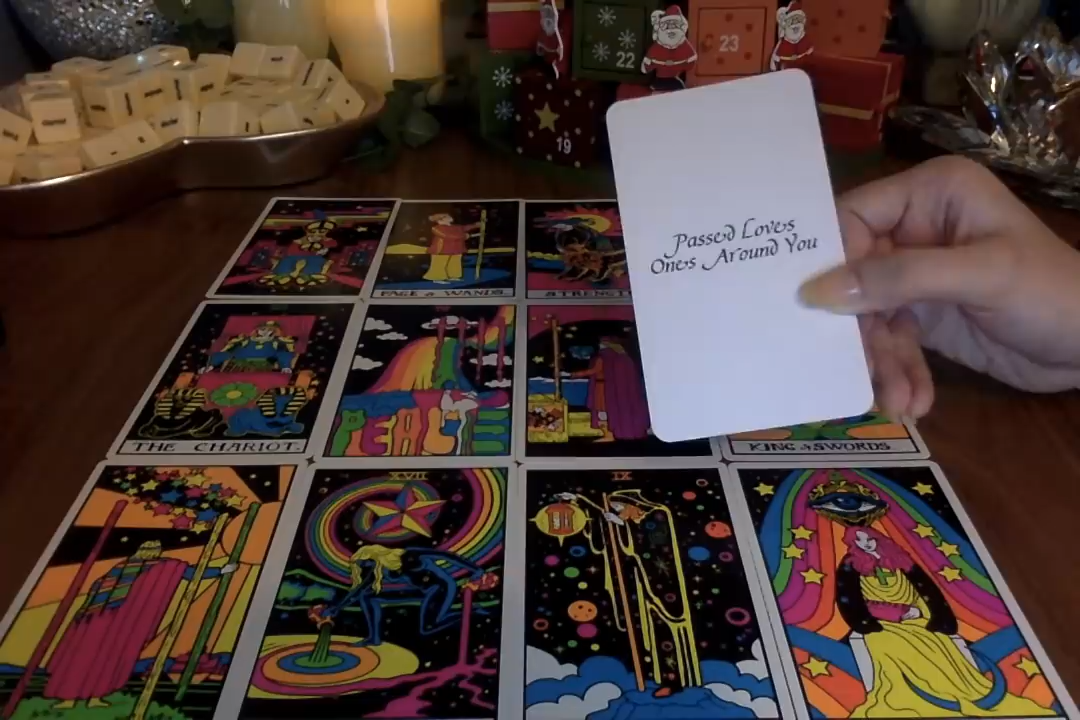 22
23
19
Passed Loves
Ones Around You
PAGE of WANDS.
STRENGTH
THE CHARIOT.
PEACE
KING of SWORDS.
XVII
IX